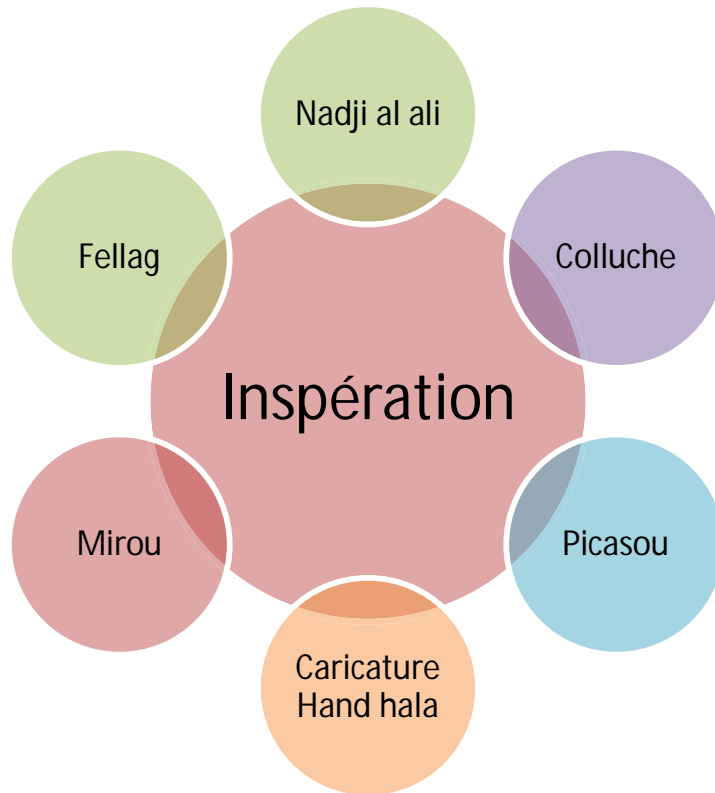 Nadji al ali
Fellag
Colluche
Inspération
Mirou
Picasou
Caricature
Hand hala